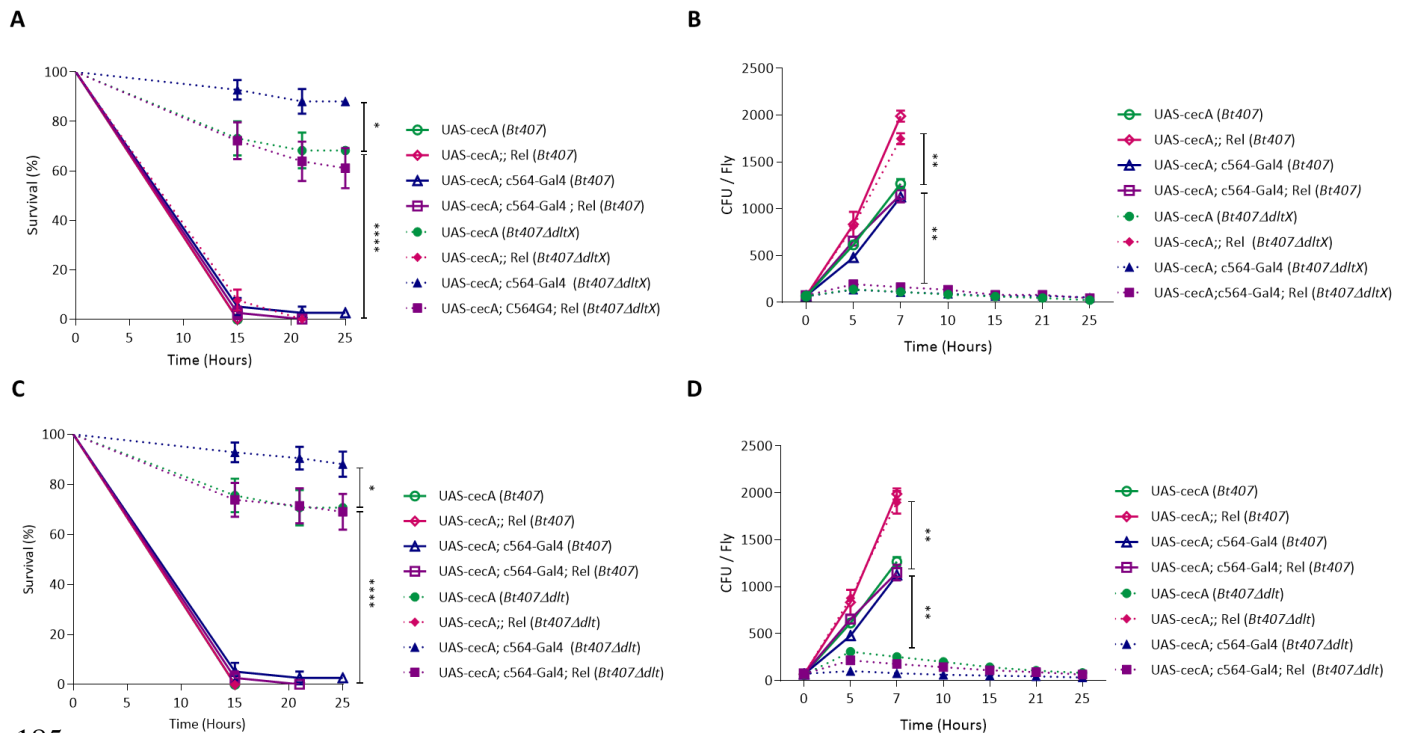 A
Survival (%)
100
80
60
40
20
0
0 5 10 15 20 25
Time (Hours)
*
****
UAS-cecA (Bt407)
UAS-cecA;; Rel (Bt407)
UAS-cecA; c564-Gal4 (Bt407)
UAS-cecA; c564-Gal4 ; Rel (Bt407)
UAS-cecA (Bt407ΔdltX)
UAS-cecA;; Rel (Bt407ΔdltX)
UAS-cecA; c564-Gal4 (Bt407ΔdltX)
UAS-cecA; C564G4; Rel (Bt407ΔdltX)
B
CFU / Fly
2500
2000
1500
1000
500
0
0 5 7 10 15 21 25
Time (Hours)
**
**
UAS-cecA (Bt407)
UAS-cecA;; Rel (Bt407)
UAS-cecA; c564-Gal4 (Bt407)
UAS-cecA; c564-Gal4; Rel (Bt407)
UAS-cecA (Bt407ΔdltX)
UAS-cecA;; Rel (Bt407ΔdltX)
UAS-cecA; c564-Gal4 (Bt407ΔdltX)
UAS-cecA;c564-Gal4; Rel (Bt407ΔdltX)
C
Survival (%)
100
80
60
40
20
0
0 5 10 15 20 25
Time (Hours)
*
****
UAS-cecA (Bt407)
UAS-cecA;; Rel (Bt407)
UAS-cecA; c564-Gal4 (Bt407)
UAS-cecA; c564-Gal4; Rel (Bt407)
UAS-cecA (Bt407Δdlt)
UAS-cecA;; Rel (Bt407Δdlt)
UAS-cecA; c564-Gal4 (Bt407Δdlt)
UAS-cecA; c564-Gal4; Rel (Bt407Δdlt)
D
CFU / Fly
2500
2000
1500
1000
500
0
0 5 7 10 15 21 25
Time (Hours)
**
**
UAS-cecA (Bt407)
UAS-cecA;; Rel (Bt407)
UAS-cecA; c564-Gal4 (Bt407)
UAS-cecA; c564-Gal4; Rel (Bt407)
UAS-cecA (Bt407Δdlt)
UAS-cecA;; Rel (Bt407Δdlt)
UAS-cecA; c564-Gal4 (Bt407Δdlt)
UAS-cecA; c564-Gal4; Rel (Bt407Δdlt)